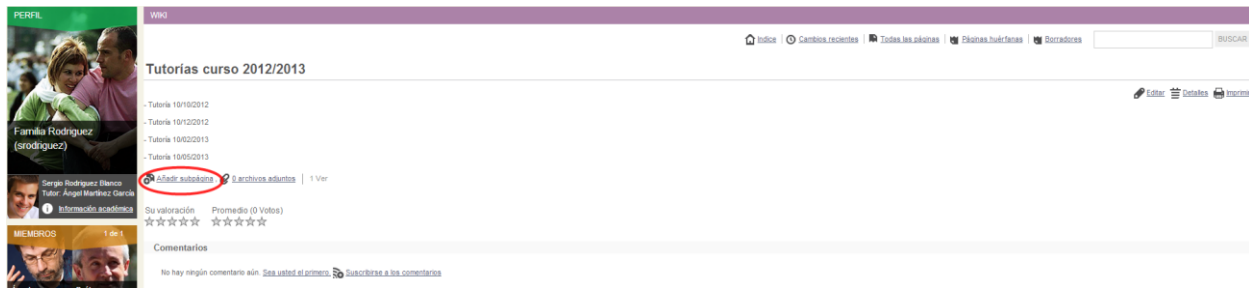 PERFIL
WIKI
Indice | Cambios recientes | Todas las páginas | Páginas huérfanas | Borradores
BUSCAR
Tutorías curso 2012/2013
Editar Detalles Imprimir
- Tutoría 10/10/2012
- Tutoría 10/12/2012
- Tutoría 10/02/2013
- Tutoría 10/05/2013
Familia Rodriguez
(srodriguez)
Añadir subpágina 0 archivos adjuntos | 1 Ver
Sergio Rodriguez Blanco
Tutor: Ángel Martínez García
Información académica
Su valoración Promedio (0 Votos)
MIEMBROS 1 de 1
Comentarios
No hay ningún comentario aún. Sea usted el primero. Suscribirse a los comentarios